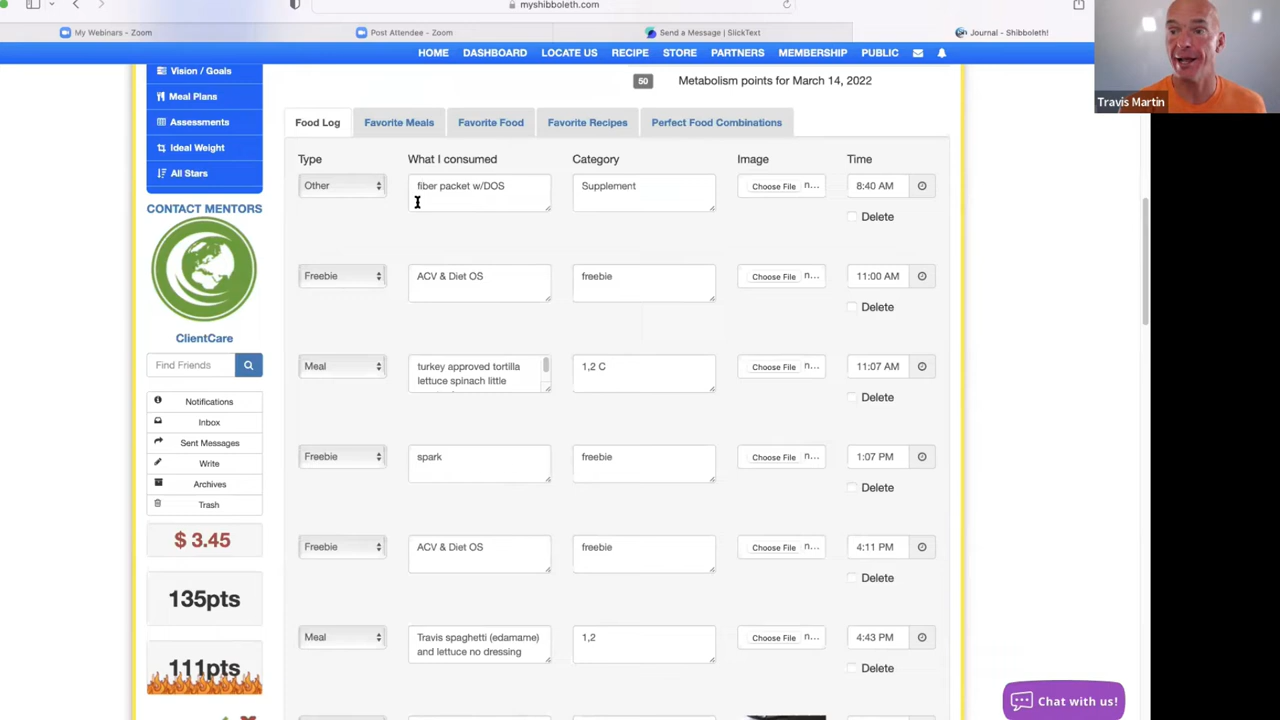 myshibboleth.com
My Webinars - Zoom
Post Attendee - Zoom
Send a Message | SlickText
Journal - Shibboleth!
HOME DASHBOARD LOCATE US RECIPE STORE PARTNERS MEMBERSHIP PUBLIC
Travis Martin
Vision / Goals
Meal Plans
Assessments
Ideal Weight
All Stars
CONTACT MENTORS
ClientCare
Find Friends
Notifications
Inbox
Sent Messages
Write
Archives
Trash
$ 3.45
135pts
111pts
50 Metabolism points for March 14, 2022
Food Log Favorite Meals Favorite Food Favorite Recipes Perfect Food Combinations
Type What I consumed Category Image Time
Other fiber packet w/DOS Supplement Choose File n... 8:40 AM
Delete
Freebie ACV & Diet OS freebie Choose File n... 11:00 AM
Delete
Meal turkey approved tortilla 1,2 C Choose File n... 11:07 AM
lettuce spinach little
Delete
Freebie spark freebie Choose File n... 1:07 PM
Delete
Freebie ACV & Diet OS freebie Choose File n... 4:11 PM
Delete
Meal Travis spaghetti (edamame) 1,2 Choose File n... 4:43 PM
and lettuce no dressing
Delete
Chat with us!